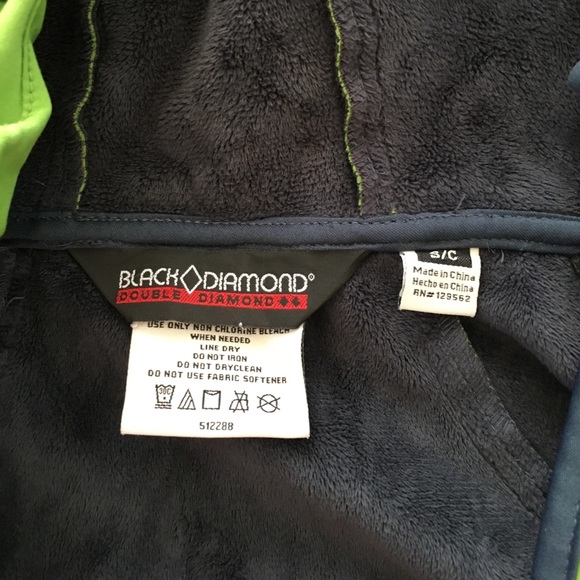 BLACK◇DIAMOND®
DOUBLE DIAMOND ◆◆
USE ONLY NON CHLORINE BLEACH
WHEN NEEDED
LINE DRY
DO NOT IRON
DO NOT DRYCLEAN
DO NOT USE FABRIC SOFTENER
30C
512288
S/C
Made in China
Hecho en China
RN# 129562